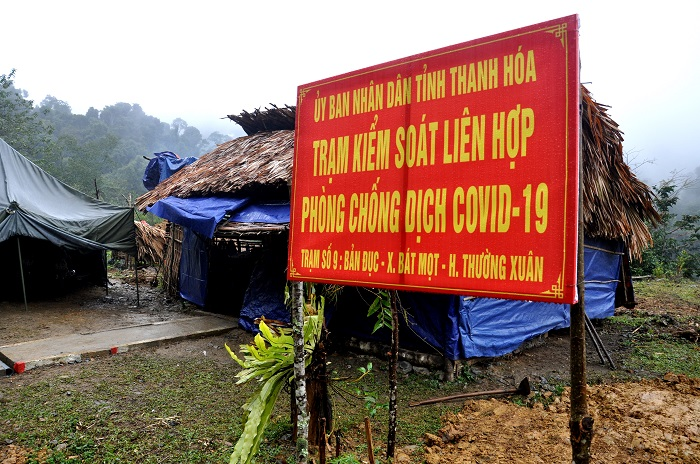 ỦY BAN NHÂN DÂN TỈNH THANH HÓA
TRẠM KIỂM SOÁT LIÊN HỢP
PHÒNG CHỐNG DỊCH COVID-19
TRẠM SỐ 9 : BẢN ĐỤC - X. BÁT MỌT - H. THƯỜNG XUÂN